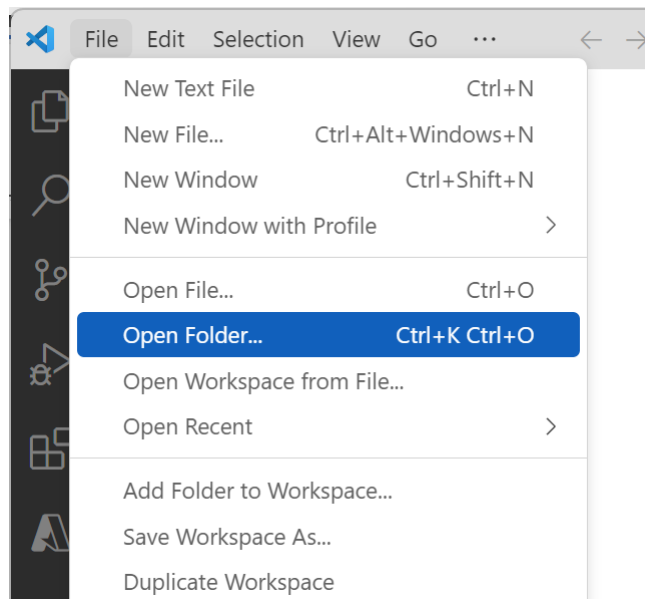 File Edit Selection View Go ...
New Text File Ctrl+N
New File... Ctrl+Alt+Windows+N
New Window Ctrl+Shift+N
New Window with Profile
Open File... Ctrl+O
Open Folder... Ctrl+K Ctrl+O
Open Workspace from File...
Open Recent
Add Folder to Workspace...
Save Workspace As...
Duplicate Workspace